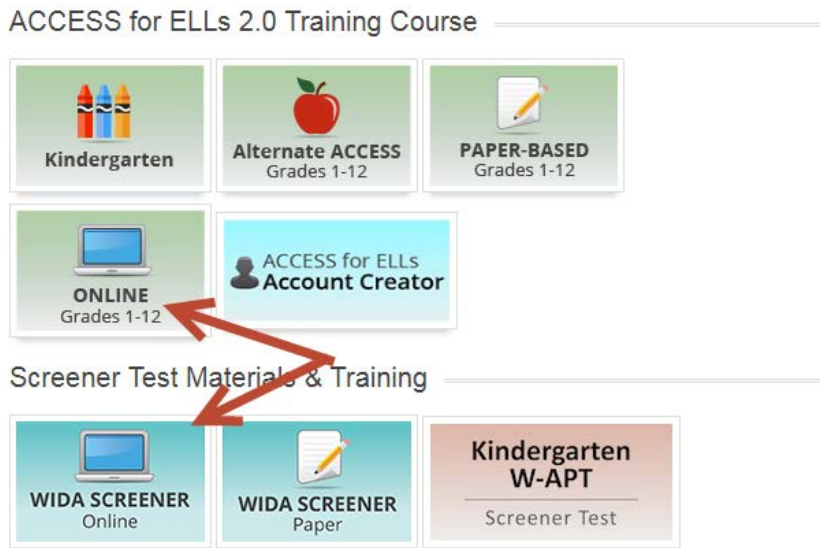 ACCESS for ELLs 2.0 Training Course
Kindergarten
Alternate ACCESS
Grades 1-12
PAPER-BASED
Grades 1-12
ONLINE
Grades 1-12
ACCESS for ELLs
Account Creator
Screener Test Materials & Training
WIDA SCREENER
Online
WIDA SCREENER
Paper
Kindergarten
W-APT
Screener Test